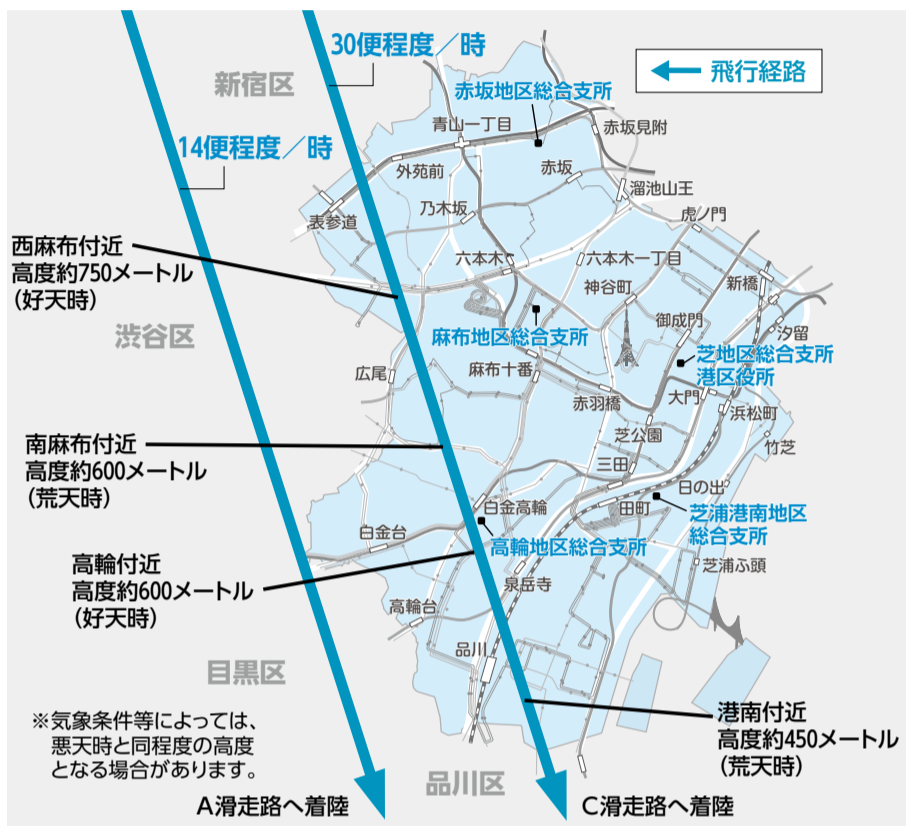 30便程度／時
飛行経路
新宿区
赤坂地区総合支所
青山一丁目
赤坂見附
14便程度／時
外苑前
赤坂
溜池山王
表参道
乃木坂
虎ノ門
西麻布付近
高度約750メートル
(好天時)
六本木
六本木一丁目
新橋
神谷町
渋谷区
麻布地区総合支所
御成門
汐留
芝地区総合支所
港区役所
広尾
麻布十番
赤羽橋
大門
浜松町
南麻布付近
高度約600メートル
(荒天時)
芝公園
竹芝
三田
日の出
白金高輪
田町
芝浦港南地区
総合支所
白金台
高輪地区総合支所
高輪付近
高度約600メートル
(好天時)
泉岳寺
芝浦ふ頭
高輪台
品川
目黒区
港南付近
高度約450メートル
(荒天時)
※気象条件等によっては、
悪天時と同程度の高度
となる場合があります。
品川区
A滑走路へ着陸
C滑走路へ着陸